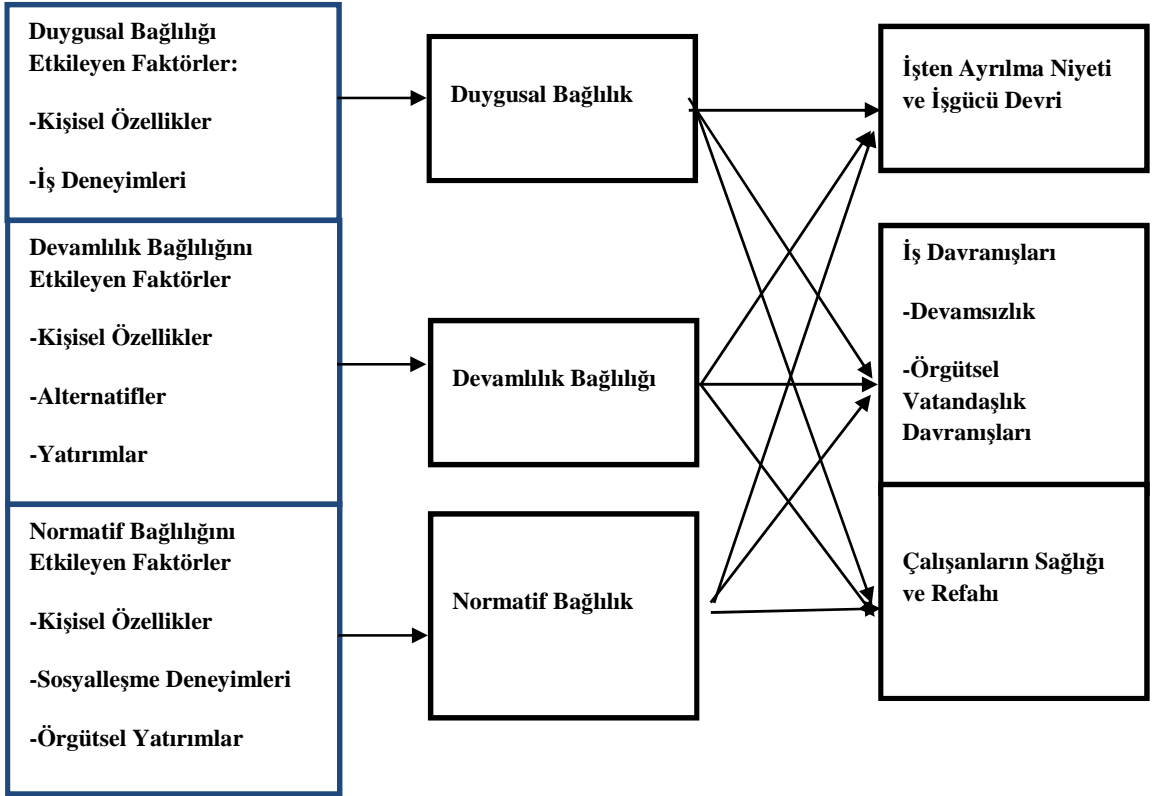 Duygusal Bağlılığı
Etkileyen Faktörler:
-Kişisel Özellikler
-İş Deneyimleri
Devamlılık Bağlılığını
Etkileyen Faktörler
-Kişisel Özellikler
-Alternatifler
-Yatırımlar
Normatif Bağlılığını
Etkileyen Faktörler
-Kişisel Özellikler
-Sosyalleşme Deneyimleri
-Örgütsel Yatırımlar
Duygusal Bağlılık
Devamlılık Bağlılığı
Normatif Bağlılık
İşten Ayrılma Niyeti
ve İşgücü Devri
İş Davranışları
-Devamsızlık
-Örgütsel
Vatandaşlık
Davranışları
Çalışanların Sağlığı
ve Refahı